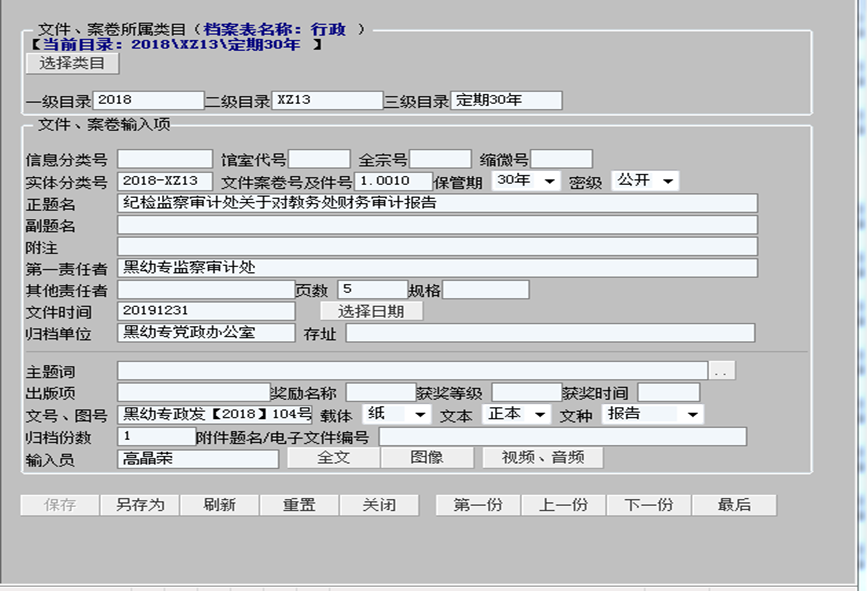 文件、案卷所属类目（档案表名称：行政 ）
【当前目录：2018\XZ13\定期30年 】
选择类目
一级目录 2018 二级目录 XZ13 三级目录 定期30年
文件、案卷输入项
信息分类号 馆室代号 全宗号 缩微号
实体分类号 2018-XZ13 文件案卷号及件号 1.0010 保管期 30年 密级 公开
正题名 纪检监察审计处关于对教务处财务审计报告
副题名
附注
第一责任者 黑幼专监察审计处
其他责任者 页数 5 规格
文件时间 20191231 选择日期
归档单位 黑幼专党政办公室 存址
主题词 ..
出版项 奖励名称 获奖等级 获奖时间
文号、图号 黑幼专政发【2018】104号 载体 纸 文本 正本 文种 报告
归档份数 1 附件题名/电子文件编号
输入员 高晶荣 全文 图像 视频、音频
保存 另存为 刷新 重置 关闭 第一份 上一份 下一份 最后